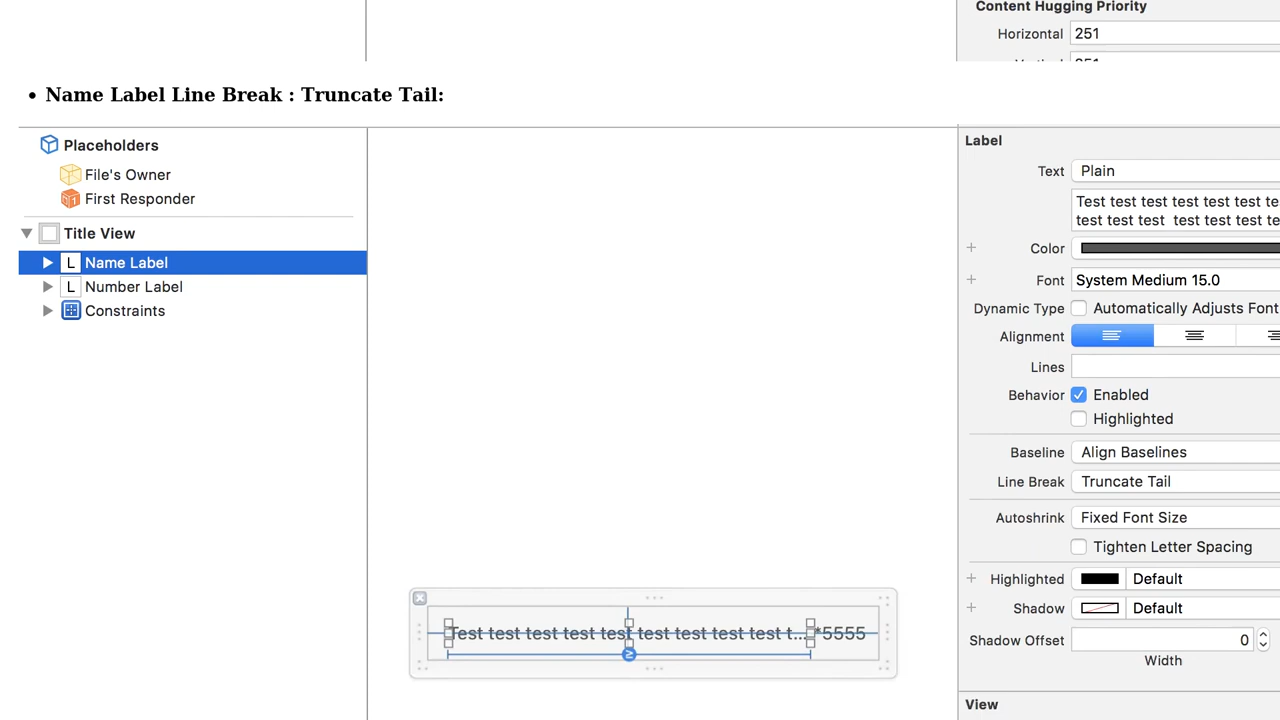 Content Hugging Priority
Horizontal 251
• Name Label Line Break : Truncate Tail:
Placeholders
File's Owner
First Responder
Title View
L Name Label
L Number Label
Constraints
Label
Text Plain
Test test test test test test te
test test test  test test test te
+ Color
+ Font System Medium 15.0
Dynamic Type Automatically Adjusts Font
Alignment
Lines
Behavior Enabled
Highlighted
Baseline Align Baselines
Line Break Truncate Tail
Autoshrink Fixed Font Size
Tighten Letter Spacing
+ Highlighted Default
+ Shadow Default
Shadow Offset 0
Width
View
Test test test test test test test test test t...*5555